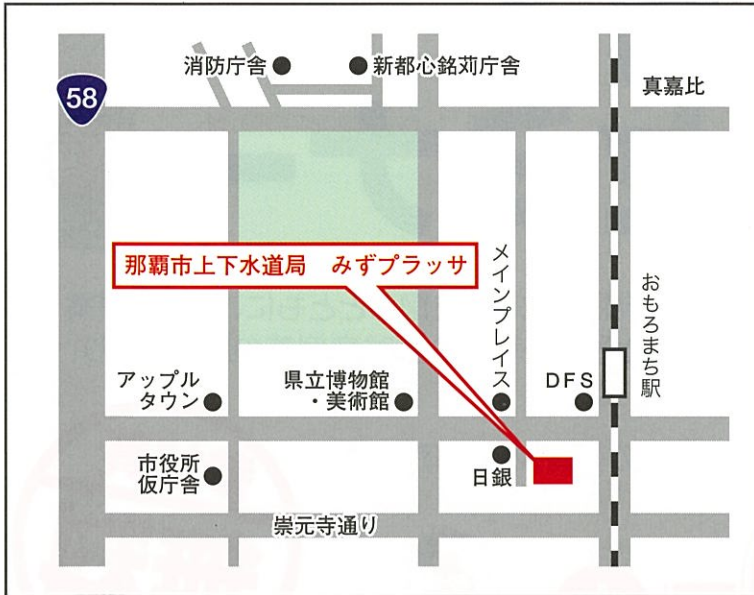 消防庁舎
新都心銘苅庁舎
58
真嘉比
那覇市上下水道局　みずプラッサ
メインプレイス
おもろまち駅
アップル
タウン
県立博物館
・美術館
DFS
市役所
仮庁舎
日銀
崇元寺通り